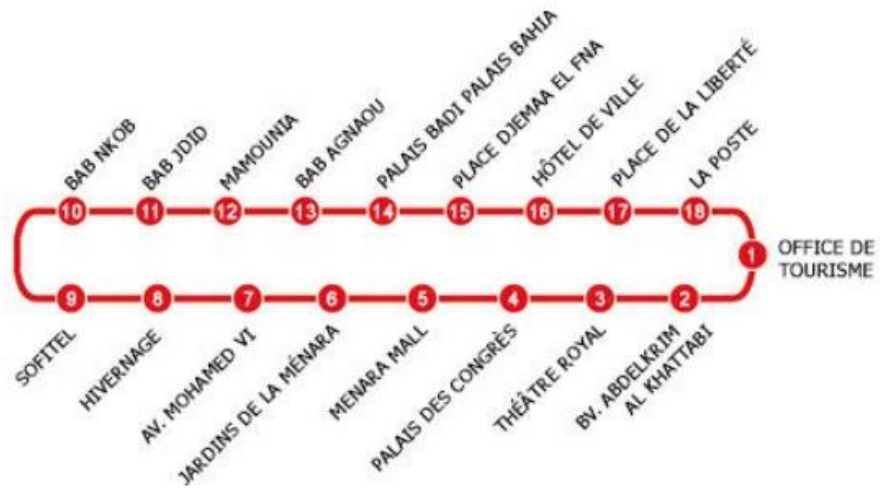 BAB NKOB
BAB JDID
MAMOUNIA
BAB AGNAOU
PALAIS BADI PALAIS BAHIA
PLACE DJEMAA EL FNA
HÔTEL DE VILLE
PLACE DE LA LIBERTÉ
LA POSTE
10
11
12
13
14
15
16
17
18
1
OFFICE DE
TOURISME
9
8
7
6
5
4
3
2
SOFITEL
HIVERNAGE
AV. MOHAMED VI
JARDINS DE LA MÉNARA
MENARA MALL
PALAIS DES CONGRÈS
THÉÂTRE ROYAL
BV. ABDELKRIM
AL KHATTABI